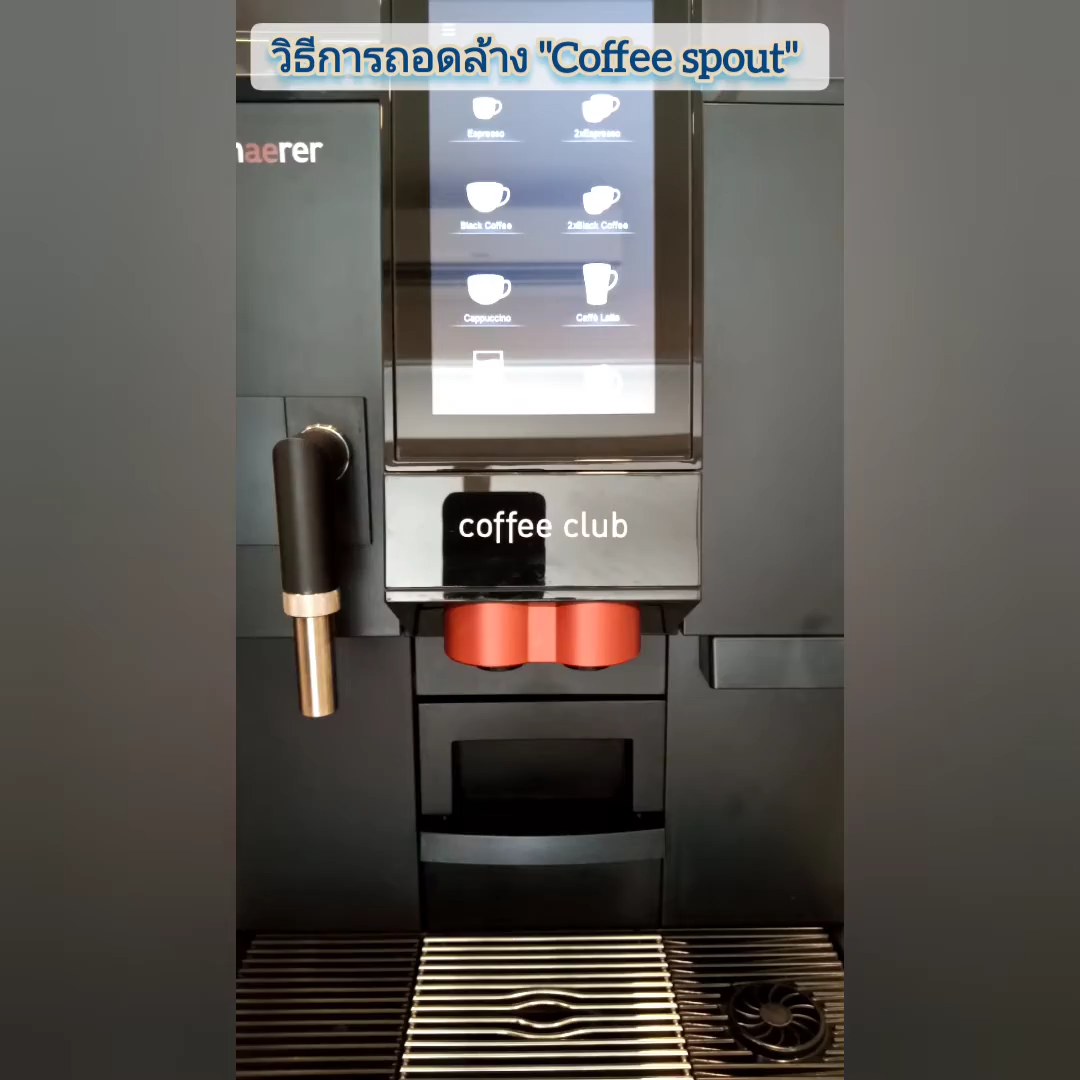 วิธีการถอดล้าง "Coffee spout"
aerer
Espresso 2xEspresso
Black Coffee 2xBlack Coffee
Cappuccino Caffè Latte
coffee club